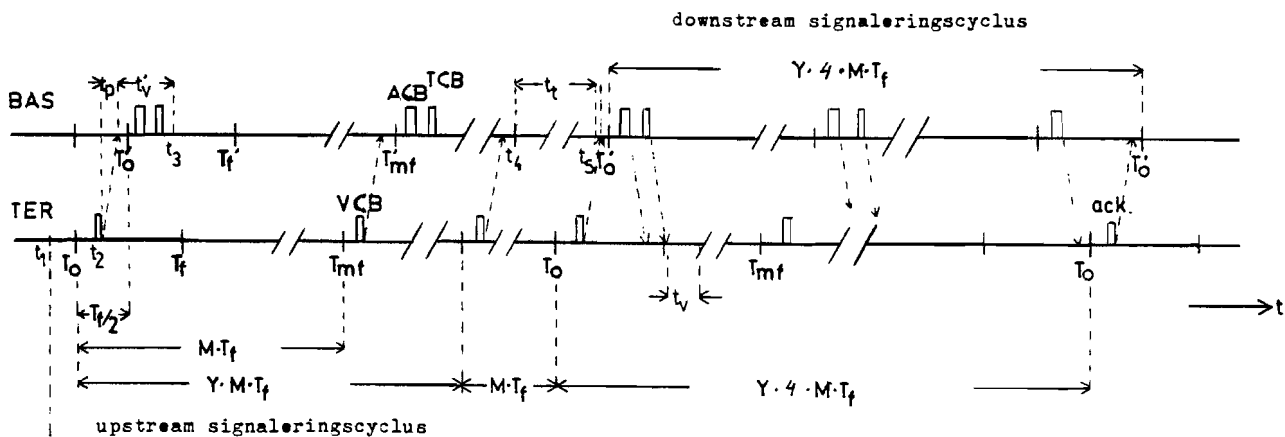 downstream signaleringscyclus
Y·4·M·T_f
BAS
t_p
t'_v
ACB
TCB
t_t
T'_0
t_3
T'_f
T'_mf
t_4
t_5
T'_0
T'_0
TER
VCB
ack.
t_1
T_0
t_2
T_f
T_mf
T_0
T_mf
T_0
T_f/2
t_v
t
M·T_f
Y·M·T_f
M·T_f
Y·4·M·T_f
upstream signaleringscyclus